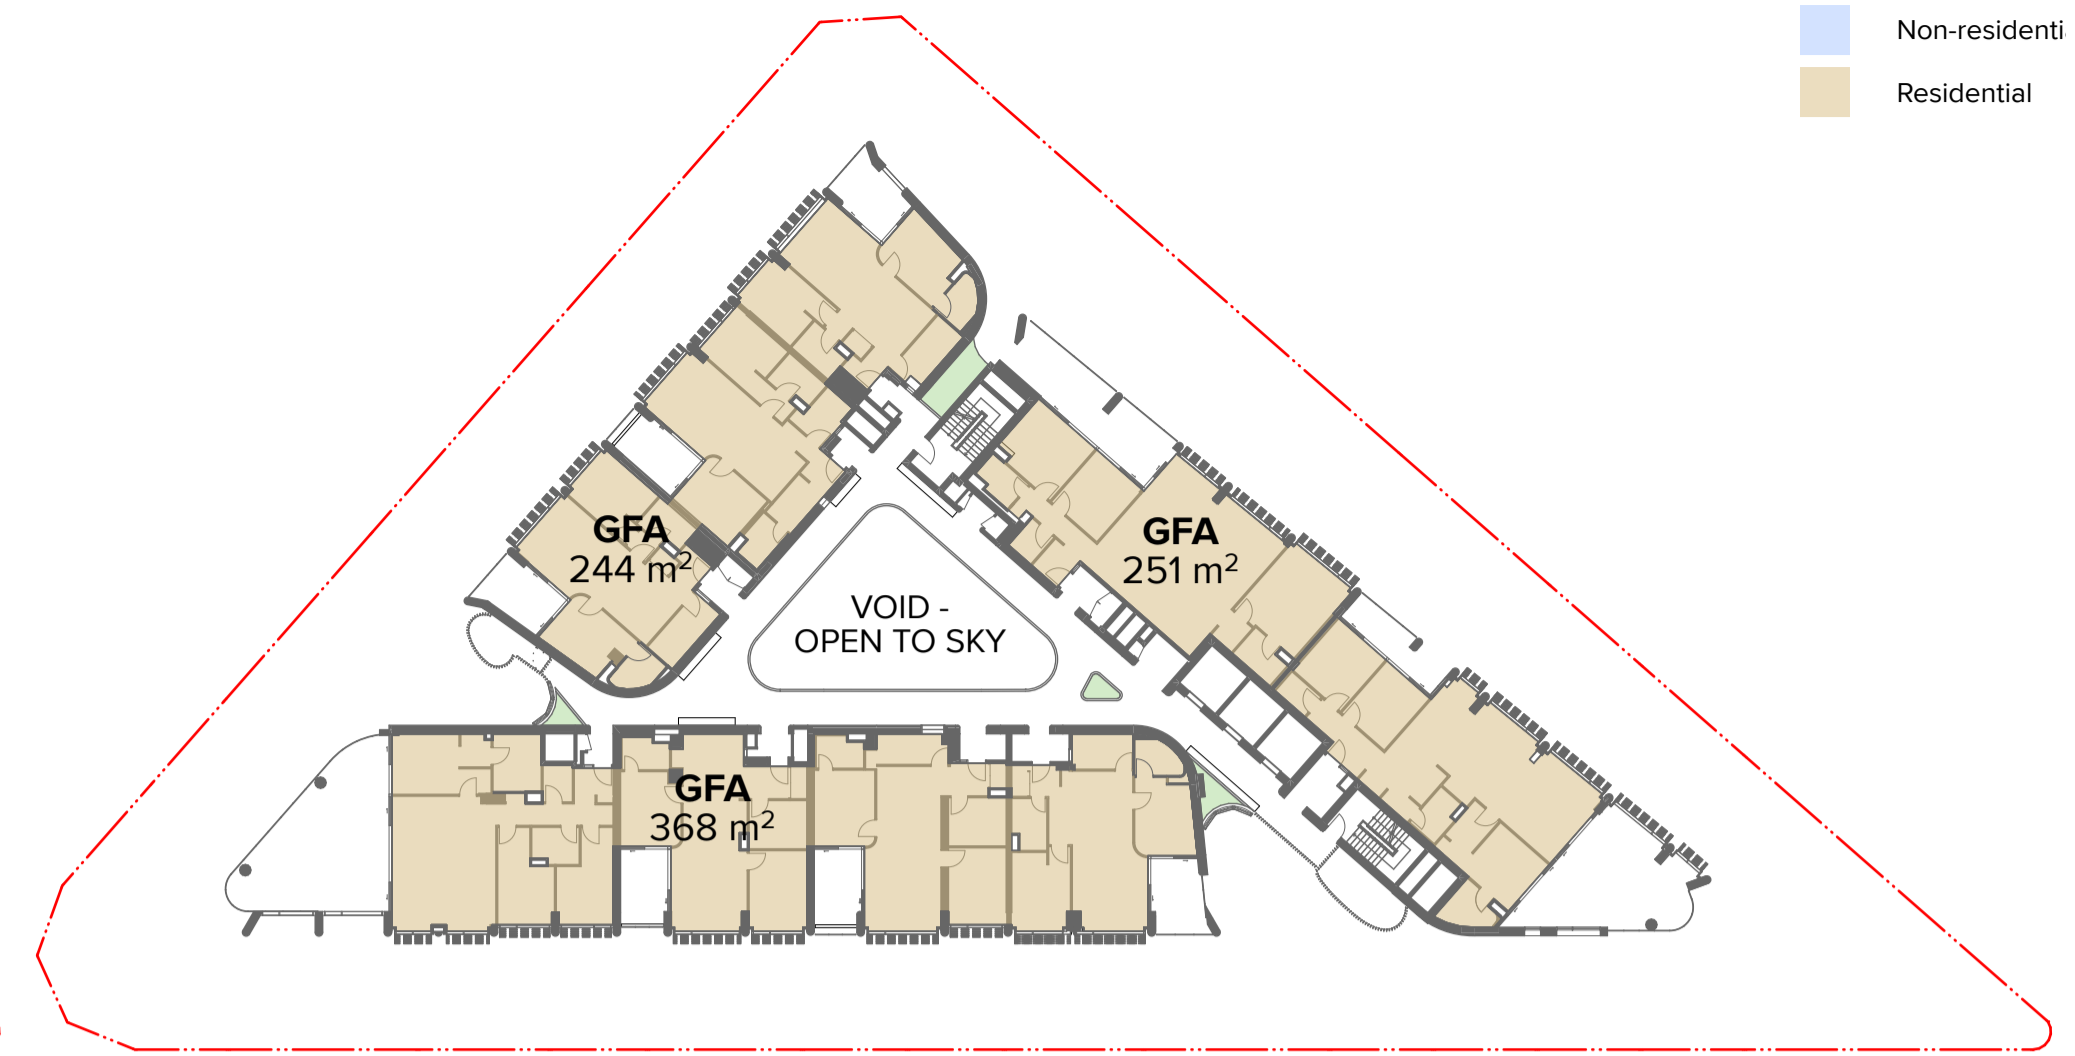 Non-residenti
Residential
GFA
244 m²
GFA
251 m²
VOID -
OPEN TO SKY
GFA
368 m²